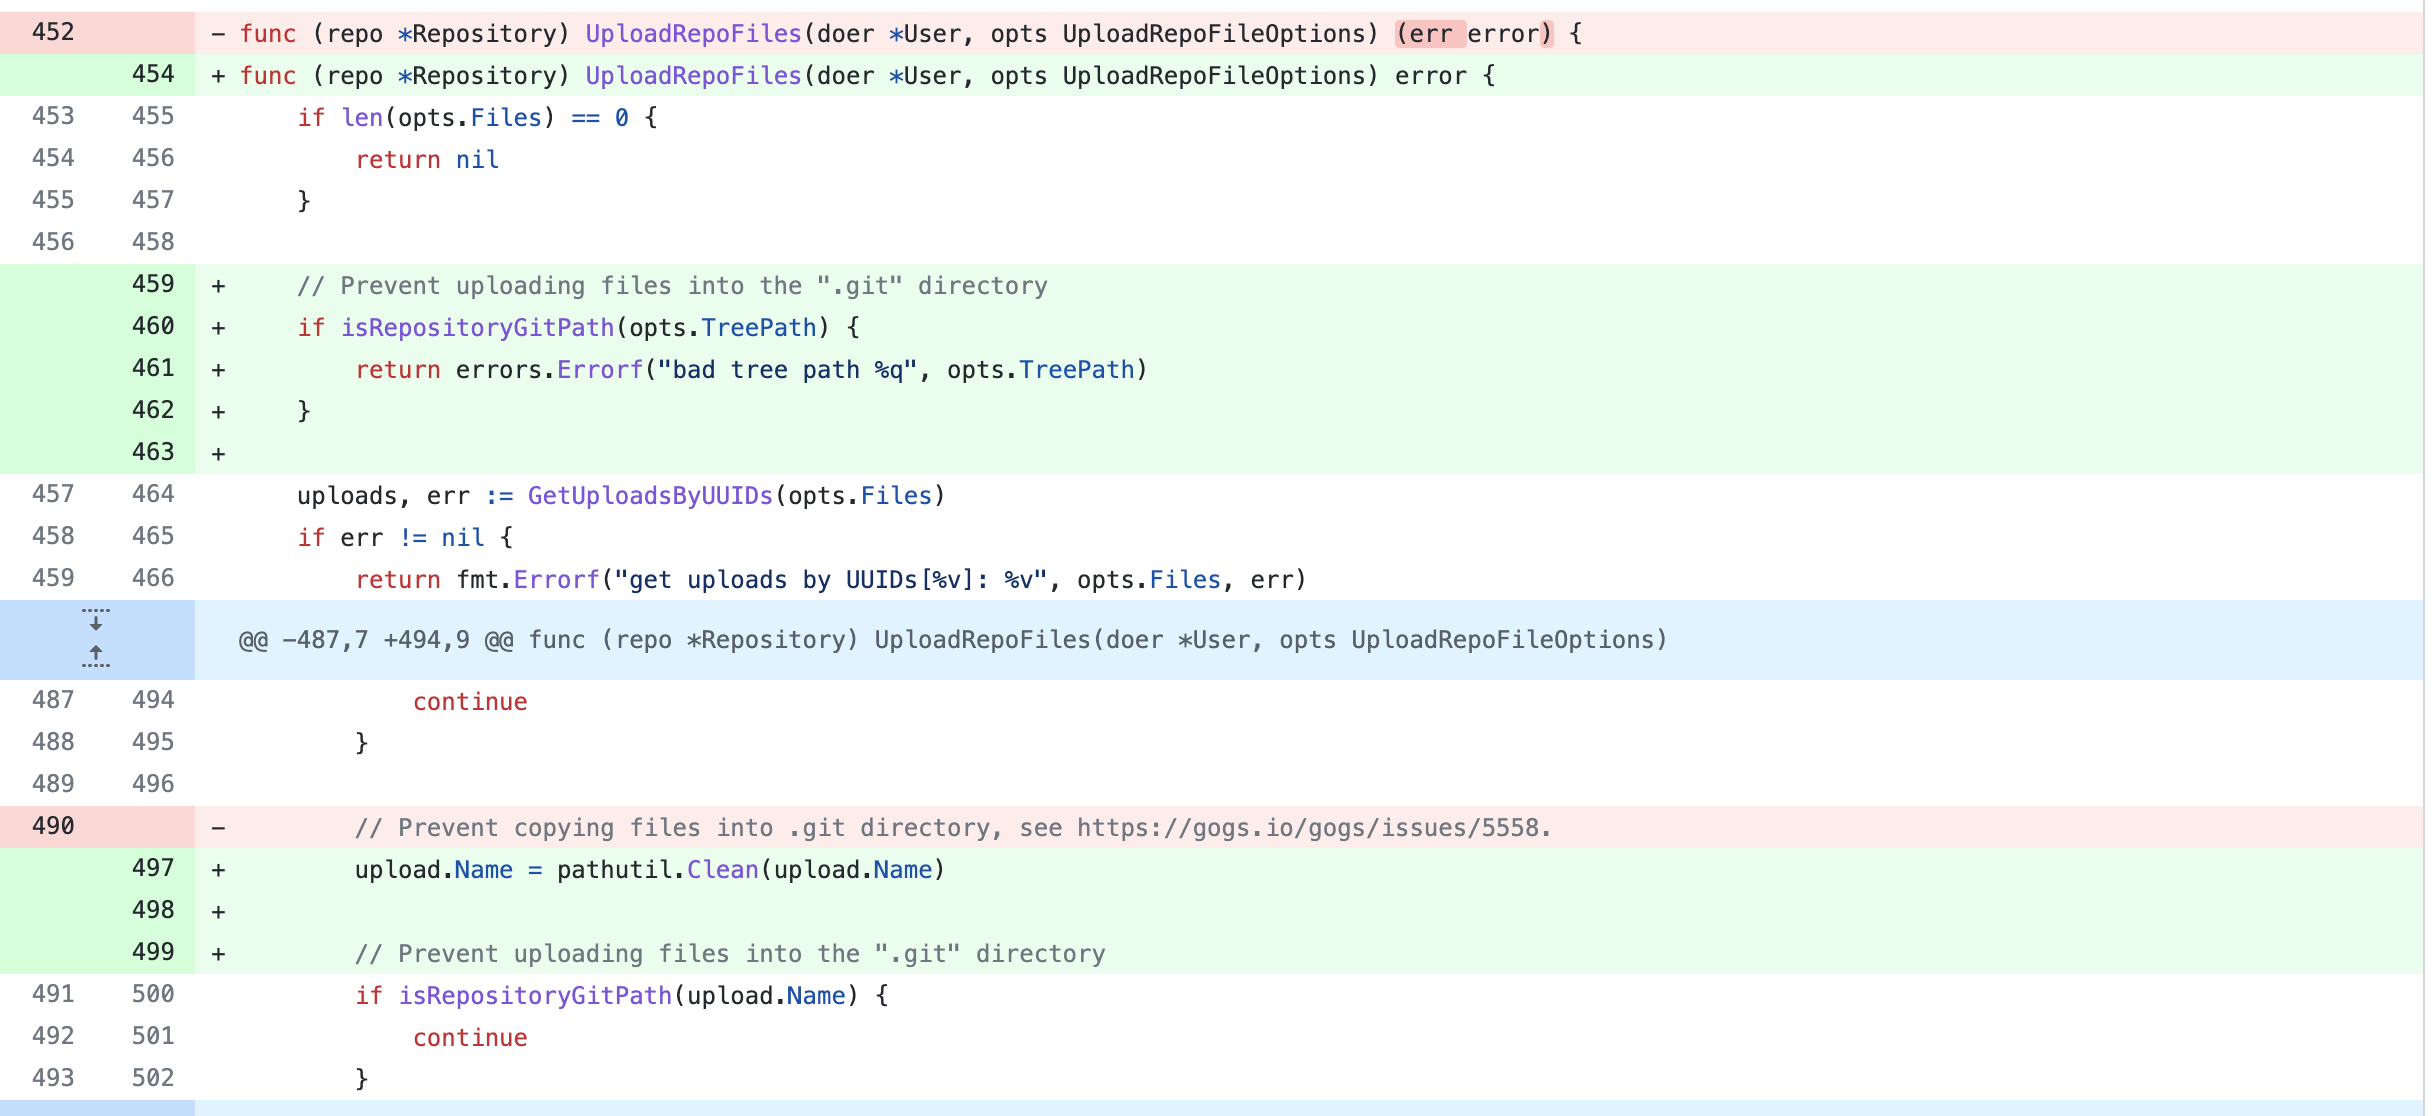 452 - func (repo *Repository) UploadRepoFiles(doer *User, opts UploadRepoFileOptions) (err error) {
454 + func (repo *Repository) UploadRepoFiles(doer *User, opts UploadRepoFileOptions) error {
453 455 if len(opts.Files) == 0 {
454 456 return nil
455 457 }
456 458
459 + // Prevent uploading files into the ".git" directory
460 + if isRepositoryGitPath(opts.TreePath) {
461 + return errors.Errorf("bad tree path %q", opts.TreePath)
462 + }
463 +
457 464 uploads, err := GetUploadsByUUIDs(opts.Files)
458 465 if err != nil {
459 466 return fmt.Errorf("get uploads by UUIDs[%v]: %v", opts.Files, err)
@@ -487,7 +494,9 @@ func (repo *Repository) UploadRepoFiles(doer *User, opts UploadRepoFileOptions)
487 494 continue
488 495 }
489 496
490 - // Prevent copying files into .git directory, see https://gogs.io/gogs/issues/5558.
497 + upload.Name = pathutil.Clean(upload.Name)
498 +
499 + // Prevent uploading files into the ".git" directory
491 500 if isRepositoryGitPath(upload.Name) {
492 501 continue
493 502 }